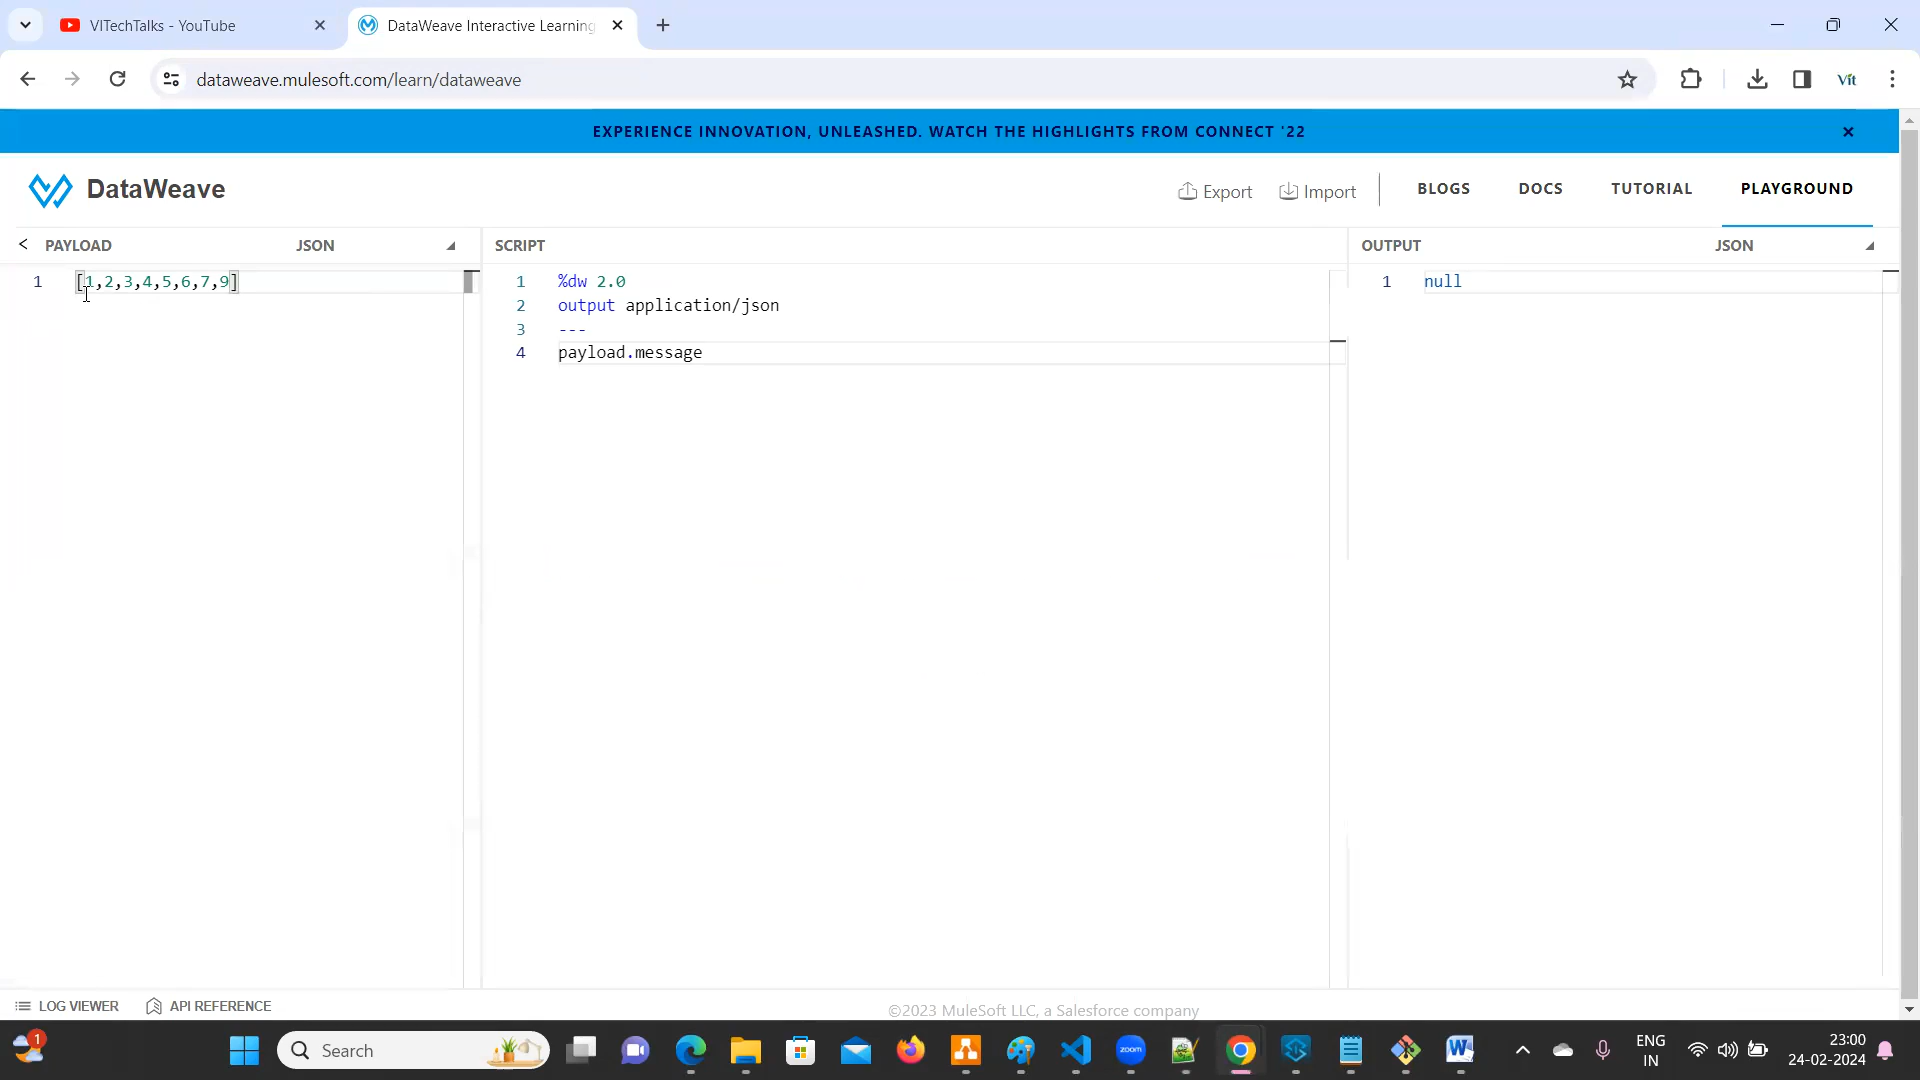 VITechTalks - YouTube
DataWeave Interactive Learning
dataweave.mulesoft.com/learn/dataweave
Vit
EXPERIENCE INNOVATION, UNLEASHED. WATCH THE HIGHLIGHTS FROM CONNECT '22
DataWeave
Export
Import
BLOGS
DOCS
TUTORIAL
PLAYGROUND
PAYLOAD
JSON
1 [1,2,3,4,5,6,7,9]
SCRIPT
1 %dw 2.0
2 output application/json
3 ---
4 payload.message
OUTPUT
JSON
1 null
LOG VIEWER
API REFERENCE
©2023 MuleSoft LLC, a Salesforce company
1
Search
zoom
ENG
IN
23:00
24-02-2024